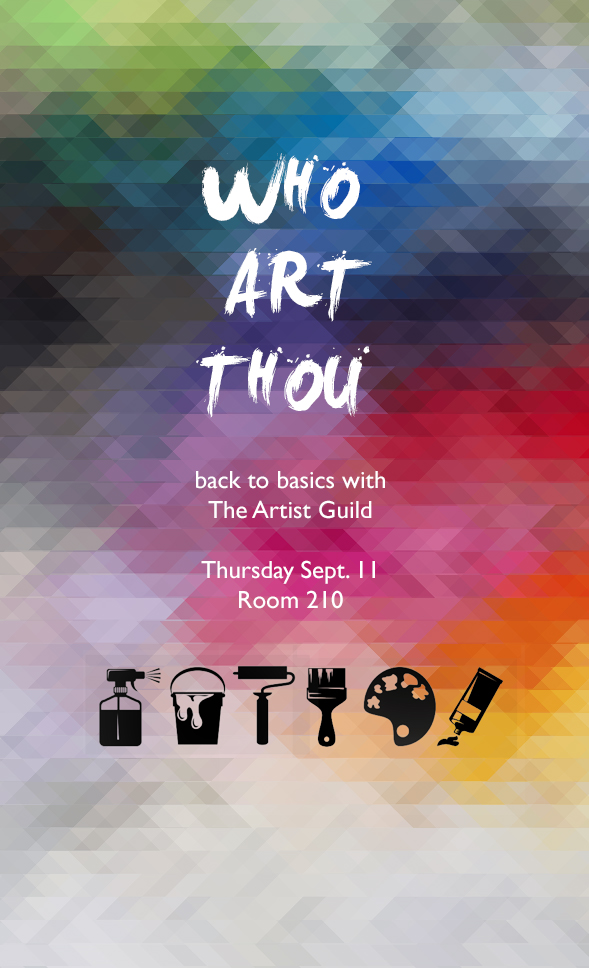 WHO
ART
THOU
back to basics with
The Artist Guild
Thursday Sept. 11
Room 210